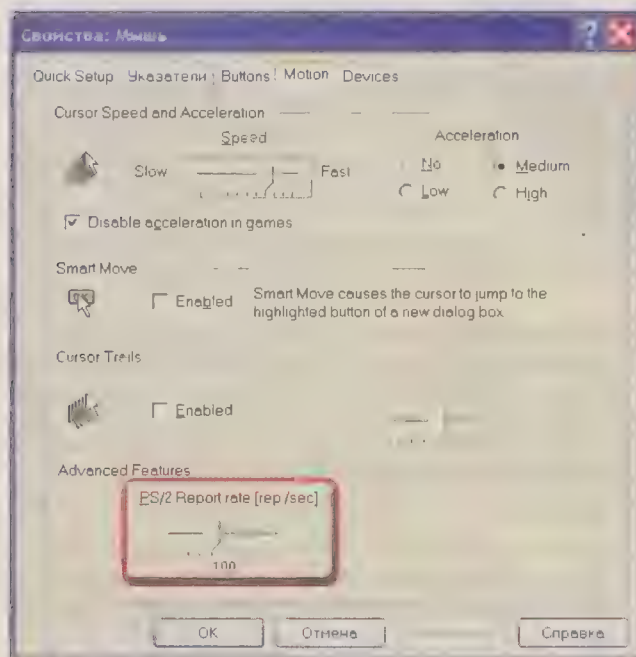 Свойства: Мышь
Quick Setup Указатели Buttons Motion Devices
Cursor Speed and Acceleration
Speed Acceleration
Slow Fast No Medium
Low High
Disable acceleration in games
Smart Move
Enabled Smart Move causes the cursor to jump to the
highlighted button of a new dialog box
Cursor Trails
Enabled
Advanced Features
PS/2 Report rate [rep /sec]
100
OK Отмена Справка